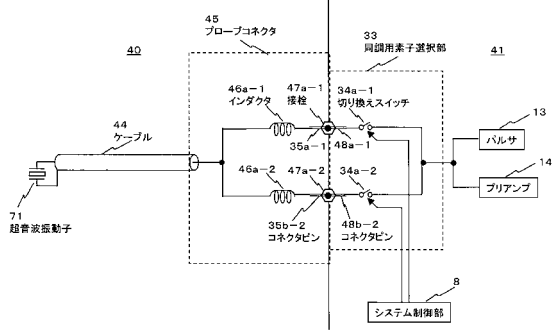 45
プローブコネクタ
40
33
同調用素子選択部
41
46a-1
インダクタ
47a-1
接栓
34a-1
切り換えスイッチ
13
パルサ
44
ケーブル
35a-1
48a-1
14
プリアンプ
46a-2
47a-2
34a-2
71
超音波振動子
35b-2
コネクタピン
48b-2
コネクタピン
8
システム制御部